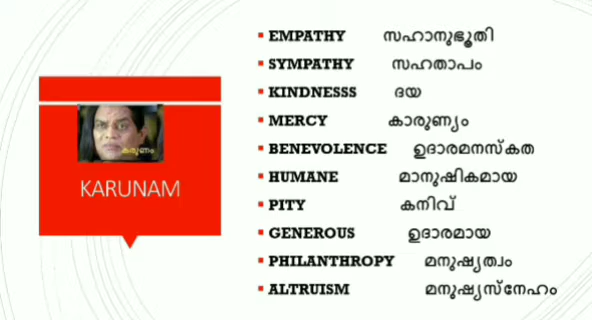 കരുണം
KARUNAM
EMPATHY സഹാനുഭൂതി
SYMPATHY സഹതാപം
KINDNESSS ദയ
MERCY കാരുണ്യം
BENEVOLENCE ഉദാരമനസ്കത
HUMANE മാനുഷികമായ
PITY കനിവ്
GENEROUS ഉദാരമായ
PHILANTHROPY മനുഷ്യത്വം
ALTRUISM മനുഷ്യസ്നേഹം